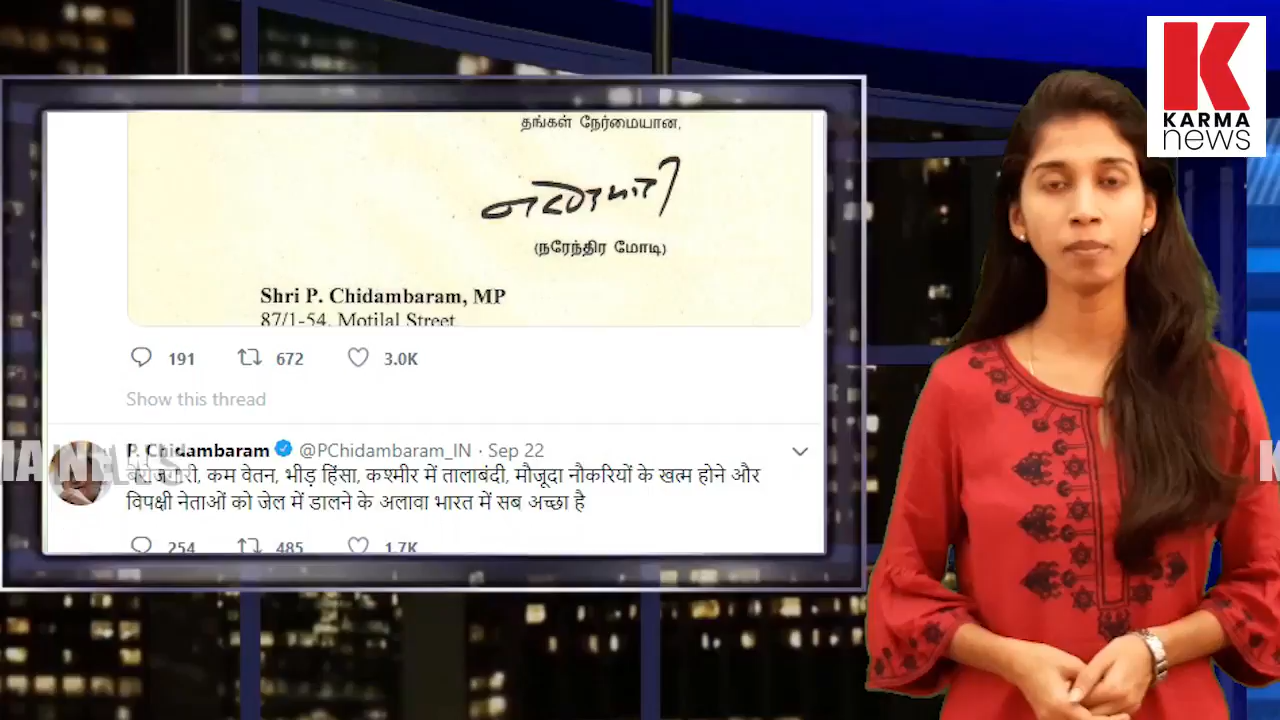 தங்கள் நேர்மையான,
(நரேந்திர மோடி)
Shri P. Chidambaram, MP
87/1-54, Motilal Street,
191 672 3.0K
Show this thread
P. Chidambaram @PChidambaram_IN · Sep 22
बेरोजगारी, कम वेतन, भीड़ हिंसा, कश्मीर में तालाबंदी, मौजूदा नौकरियों के खत्म होने और
विपक्षी नेताओं को जेल में डालने के अलावा भारत में सब अच्छा है
254 485 1.7K
K
KARMA
news